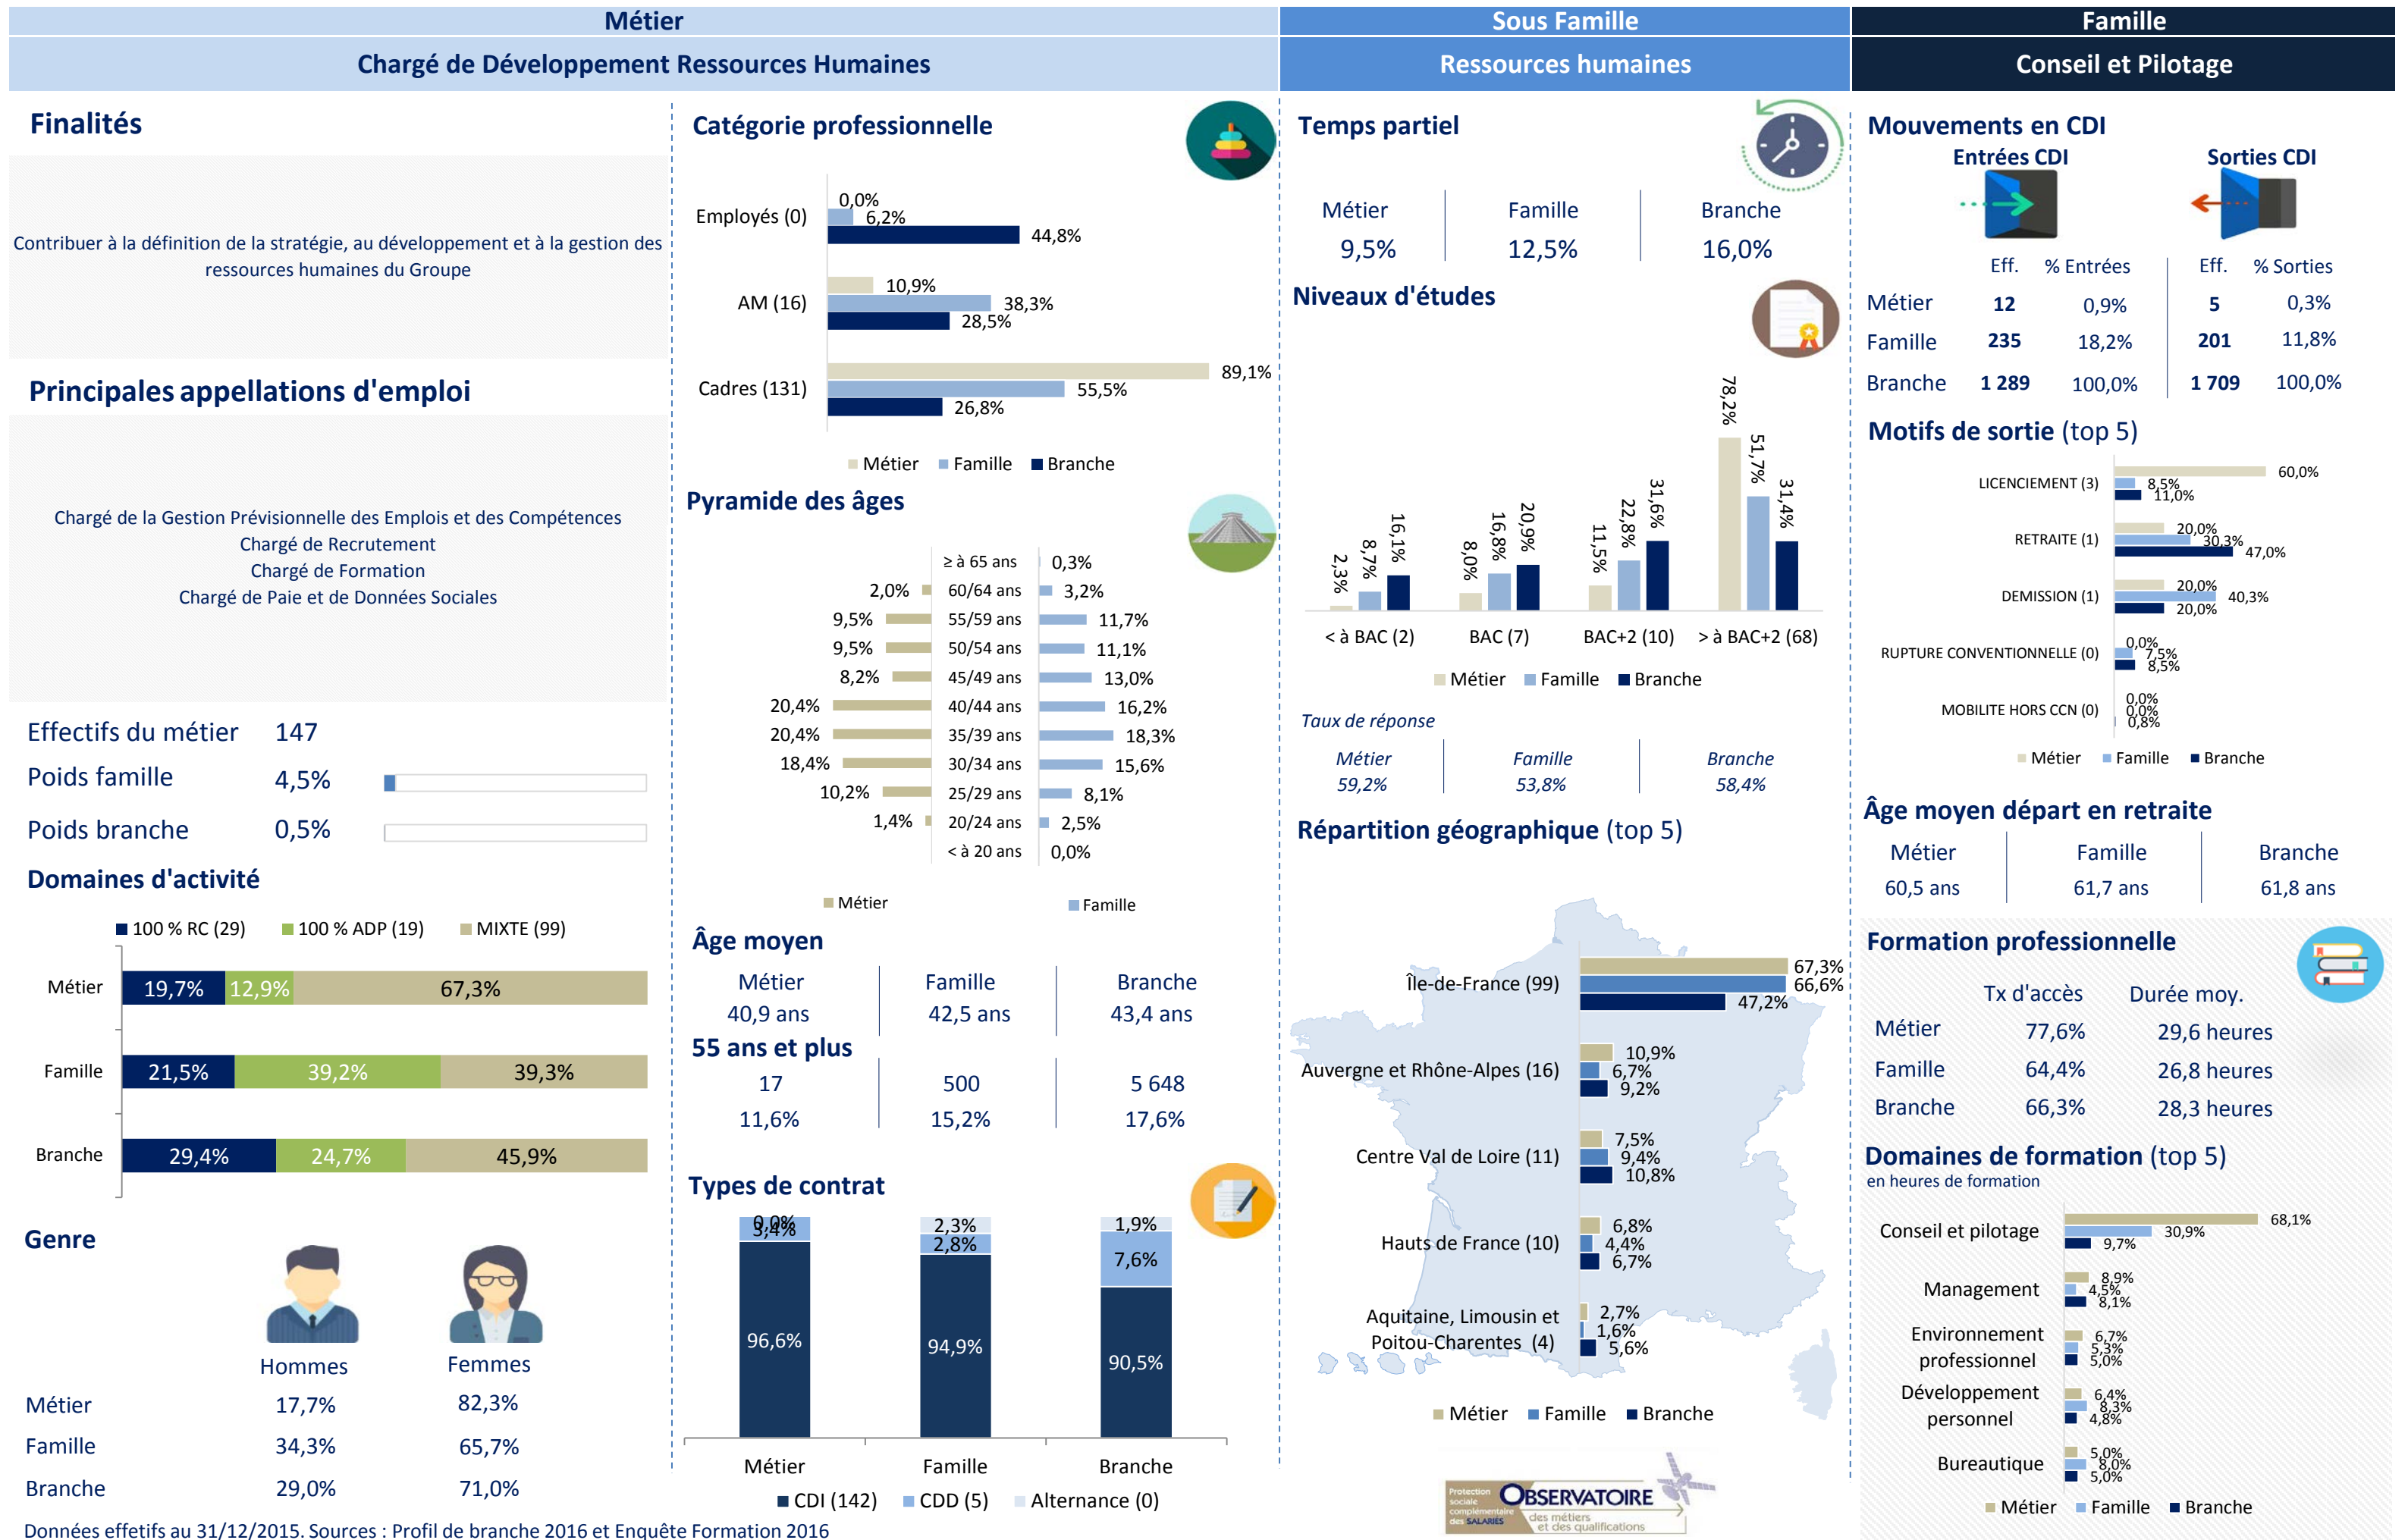 Métier
Sous Famille
Famille
Chargé de Développement Ressources Humaines
Ressources humaines
Conseil et Pilotage
Finalités
Contribuer à la définition de la stratégie, au développement et à la gestion des
ressources humaines du Groupe
Principales appellations d'emploi
Chargé de la Gestion Prévisionnelle des Emplois et des Compétences
Chargé de Recrutement
Chargé de Formation
Chargé de Paie et de Données Sociales
Effectifs du métier 147
Poids famille 4,5%
Poids branche 0,5%
Domaines d'activité
100 % RC (29) 100 % ADP (19) MIXTE (99)
Métier 19,7% 12,9% 67,3%
Famille 21,5% 39,2% 39,3%
Branche 29,4% 24,7% 45,9%
Genre
Hommes Femmes
Métier 17,7% 82,3%
Famille 34,3% 65,7%
Branche 29,0% 71,0%
Catégorie professionnelle
0,0%
Employés (0) 6,2%
44,8%
10,9%
AM (16) 38,3%
28,5%
89,1%
Cadres (131) 55,5%
26,8%
Métier Famille Branche
Pyramide des âges
≥ à 65 ans 0,3%
2,0% 60/64 ans 3,2%
9,5% 55/59 ans 11,7%
9,5% 50/54 ans 11,1%
8,2% 45/49 ans 13,0%
20,4% 40/44 ans 16,2%
20,4% 35/39 ans 18,3%
18,4% 30/34 ans 15,6%
10,2% 25/29 ans 8,1%
1,4% 20/24 ans 2,5%
< à 20 ans 0,0%
Métier Famille
Âge moyen
Métier Famille Branche
40,9 ans 42,5 ans 43,4 ans
55 ans et plus
17 500 5 648
11,6% 15,2% 17,6%
Types de contrat
0,0% 2,3% 1,9%
3,4% 2,8% 7,6%
96,6% 94,9% 90,5%
Métier Famille Branche
CDI (142) CDD (5) Alternance (0)
Temps partiel
Métier Famille Branche
9,5% 12,5% 16,0%
Niveaux d'études
2,3% 8,7% 16,1% 8,0% 16,8% 20,9% 11,5% 22,8% 31,6% 78,2% 51,7% 31,4%
< à BAC (2) BAC (7) BAC+2 (10) > à BAC+2 (68)
Métier Famille Branche
Taux de réponse
Métier Famille Branche
59,2% 53,8% 58,4%
Répartition géographique (top 5)
67,3%
Île-de-France (99) 66,6%
47,2%
10,9%
Auvergne et Rhône-Alpes (16) 6,7%
9,2%
7,5%
Centre Val de Loire (11) 9,4%
10,8%
6,8%
Hauts de France (10) 4,4%
6,7%
Aquitaine, Limousin et 2,7%
1,6%
Poitou-Charentes (4) 5,6%
Métier Famille Branche
Protection
sociale
complémentaire
des SALARIÉS
OBSERVATOIRE
des métiers
et des qualifications
Mouvements en CDI
Entrées CDI Sorties CDI
Eff. % Entrées Eff. % Sorties
Métier 12 0,9% 5 0,3%
Famille 235 18,2% 201 11,8%
Branche 1 289 100,0% 1 709 100,0%
Motifs de sortie (top 5)
60,0%
LICENCIEMENT (3) 8,5%
11,0%
20,0%
RETRAITE (1) 30,3%
47,0%
20,0%
DEMISSION (1) 40,3%
20,0%
0,0%
RUPTURE CONVENTIONNELLE (0) 7,5%
8,5%
0,0%
MOBILITE HORS CCN (0) 0,0%
0,8%
Métier Famille Branche
Âge moyen départ en retraite
Métier Famille Branche
60,5 ans 61,7 ans 61,8 ans
Formation professionnelle
Tx d'accès Durée moy.
Métier 77,6% 29,6 heures
Famille 64,4% 26,8 heures
Branche 66,3% 28,3 heures
Domaines de formation (top 5)
en heures de formation
68,1%
Conseil et pilotage 30,9%
9,7%
8,9%
Management 4,5%
8,1%
Environnement 6,7%
5,3%
professionnel 5,0%
Développement 6,4%
8,3%
personnel 4,8%
5,0%
Bureautique 8,0%
5,0%
Métier Famille Branche
Données effetifs au 31/12/2015. Sources : Profil de branche 2016 et Enquête Formation 2016